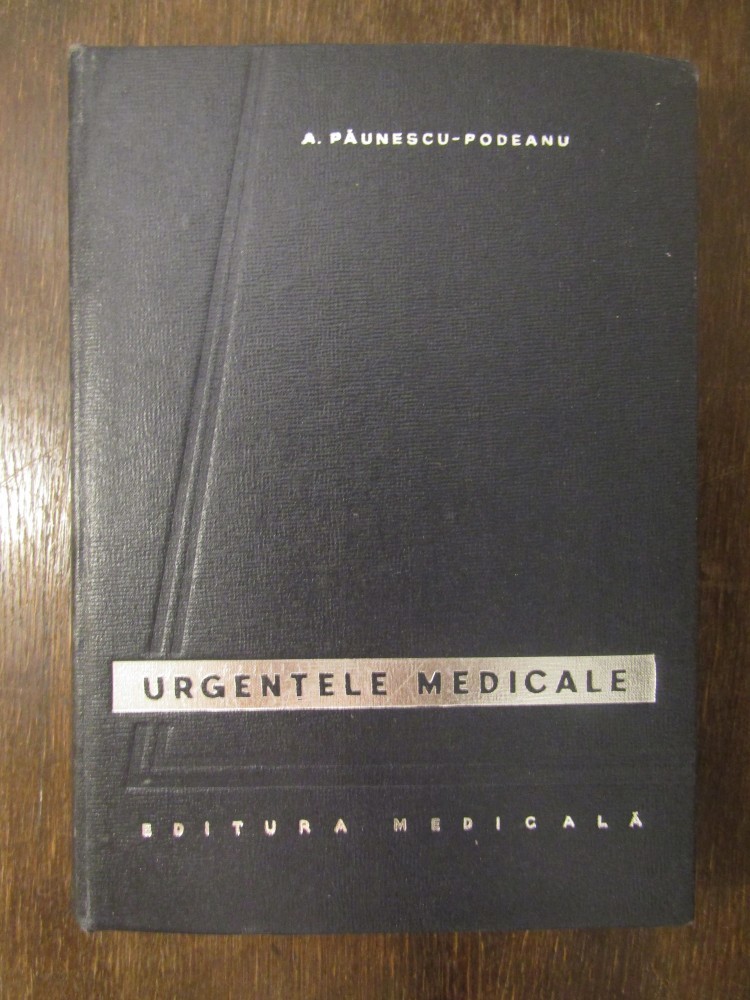 A. PĂUNESCU-PODEANU
URGENȚELE MEDICALE
EDITURA MEDICALĂ